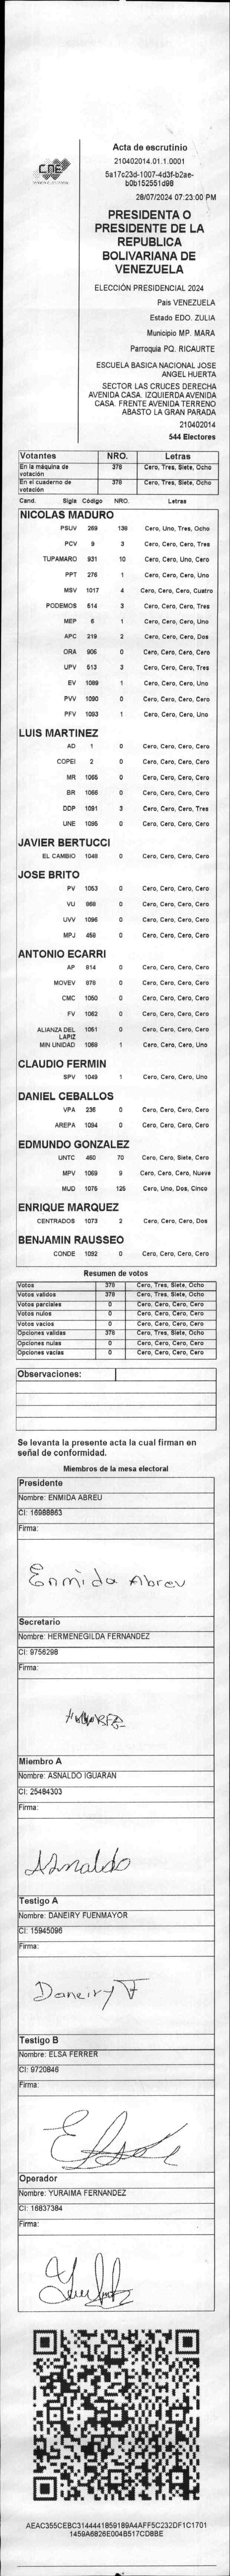 CNE
Acta de escrutinio
210402014.01.1.0001
5a17c23d-1007-4d3f-b2ae-
b0b152551d98
28/07/2024 07:23:00 PM
PRESIDENTA O
PRESIDENTE DE LA
REPUBLICA
BOLIVARIANA DE
VENEZUELA
ELECCIÓN PRESIDENCIAL 2024
Pais VENEZUELA
Estado EDO. ZULIA
Municipio MP. MARA
Parroquia PQ. RICAURTE
ESCUELA BASICA NACIONAL JOSE
ANGEL HUERTA
SECTOR LAS CRUCES DERECHA
AVENIDA CASA. IZQUIERDA AVENIDA
CASA. FRENTE AVENIDA TERRENO
ABASTO LA GRAN PARADA
210402014
544 Electores
Votantes NRO. Letras
En la máquina de votación 378 Cero, Tres, Siete, Ocho
En el cuaderno de votación 378 Cero, Tres, Siete, Ocho
Cand. Sigla Código NRO. Letras
NICOLAS MADURO
PSUV 269 138 Cero, Uno, Tres, Ocho
PCV 9 3 Cero, Cero, Cero, Tres
TUPAMARO 931 10 Cero, Cero, Uno, Cero
PPT 276 1 Cero, Cero, Cero, Uno
MSV 1017 4 Cero, Cero, Cero, Cuatro
PODEMOS 514 3 Cero, Cero, Cero, Tres
MEP 6 1 Cero, Cero, Cero, Uno
APC 219 2 Cero, Cero, Cero, Dos
ORA 906 0 Cero, Cero, Cero, Cero
UPV 513 3 Cero, Cero, Cero, Tres
EV 1089 1 Cero, Cero, Cero, Uno
PVV 1090 0 Cero, Cero, Cero, Cero
PFV 1093 1 Cero, Cero, Cero, Uno
LUIS MARTINEZ
AD 1 0 Cero, Cero, Cero, Cero
COPEI 2 0 Cero, Cero, Cero, Cero
MR 1065 0 Cero, Cero, Cero, Cero
BR 1066 0 Cero, Cero, Cero, Cero
DDP 1091 3 Cero, Cero, Cero, Tres
UNE 1095 0 Cero, Cero, Cero, Cero
JAVIER BERTUCCI
EL CAMBIO 1048 0 Cero, Cero, Cero, Cero
JOSE BRITO
PV 1053 0 Cero, Cero, Cero, Cero
VU 868 0 Cero, Cero, Cero, Cero
UVV 1096 0 Cero, Cero, Cero, Cero
MPJ 458 0 Cero, Cero, Cero, Cero
ANTONIO ECARRI
AP 814 0 Cero, Cero, Cero, Cero
MOVEV 878 0 Cero, Cero, Cero, Cero
CMC 1050 0 Cero, Cero, Cero, Cero
FV 1062 0 Cero, Cero, Cero, Cero
ALIANZA DEL LAPIZ 1051 0 Cero, Cero, Cero, Cero
MIN UNIDAD 1058 1 Cero, Cero, Cero, Uno
CLAUDIO FERMIN
SPV 1049 1 Cero, Cero, Cero, Uno
DANIEL CEBALLOS
VPA 236 0 Cero, Cero, Cero, Cero
AREPA 1094 0 Cero, Cero, Cero, Cero
EDMUNDO GONZALEZ
UNTC 460 70 Cero, Cero, Siete, Cero
MPV 1069 9 Cero, Cero, Cero, Nueve
MUD 1075 125 Cero, Uno, Dos, Cinco
ENRIQUE MARQUEZ
CENTRADOS 1073 2 Cero, Cero, Cero, Dos
BENJAMIN RAUSSEO
CONDE 1092 0 Cero, Cero, Cero, Cero
Resumen de votos
Votos 378 Cero, Tres, Siete, Ocho
Votos validos 378 Cero, Tres, Siete, Ocho
Votos parciales 0 Cero, Cero, Cero, Cero
Votos nulos 0 Cero, Cero, Cero, Cero
Votos vacios 0 Cero, Cero, Cero, Cero
Opciones validas 378 Cero, Tres, Siete, Ocho
Opciones nulas 0 Cero, Cero, Cero, Cero
Opciones vacias 0 Cero, Cero, Cero, Cero
Observaciones:
Se levanta la presente acta la cual firman en
señal de conformidad.
Miembros de la mesa electoral
Presidente
Nombre: ENMIDA ABREU
CI: 16988863
Firma:
Enmida Abreu
Secretario
Nombre: HERMENEGILDA FERNANDEZ
CI: 9756298
Firma:
Miembro A
Nombre: ASNALDO IGUARAN
CI: 25484303
Firma:
Asnaldo
Testigo A
Nombre: DANEIRY FUENMAYOR
CI: 15945096
Firma:
Daneiry F
Testigo B
Nombre: ELSA FERRER
CI: 9720846
Firma:
Operador
Nombre: YURAIMA FERNANDEZ
CI: 16837384
Firma:
AEAC355CEBC3144441859189A4AFF5C232DF1C1701
1459A6826E004B517CD8BE